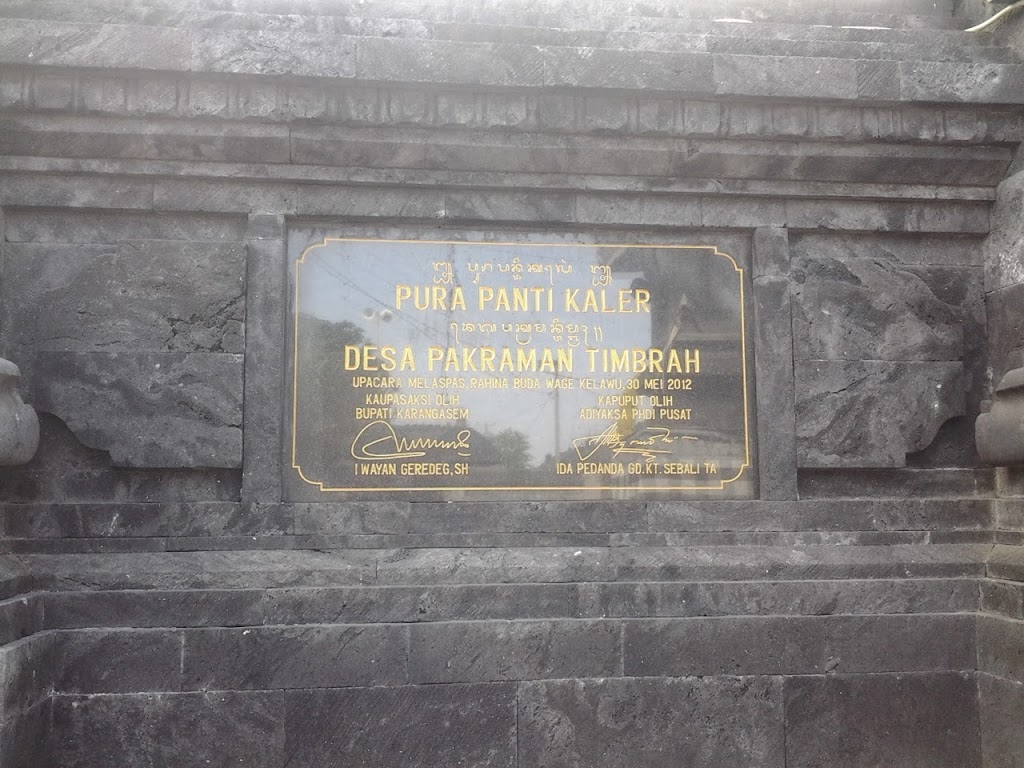 PURA PANTI KALER
DESA PAKRAMAN TIMBRAH
UPACARA MELASPAS,RAHINA BUDA WAGE KELAWU,30 MEI 2012
KAUPASAKSI OLIH
BUPATI KARANGASEM
I WAYAN GEREDEG,SH
KAPUPUT OLIH
ADIYAKSA PHDI PUSAT
IDA PEDANDA GD.KT.SEBALI TA